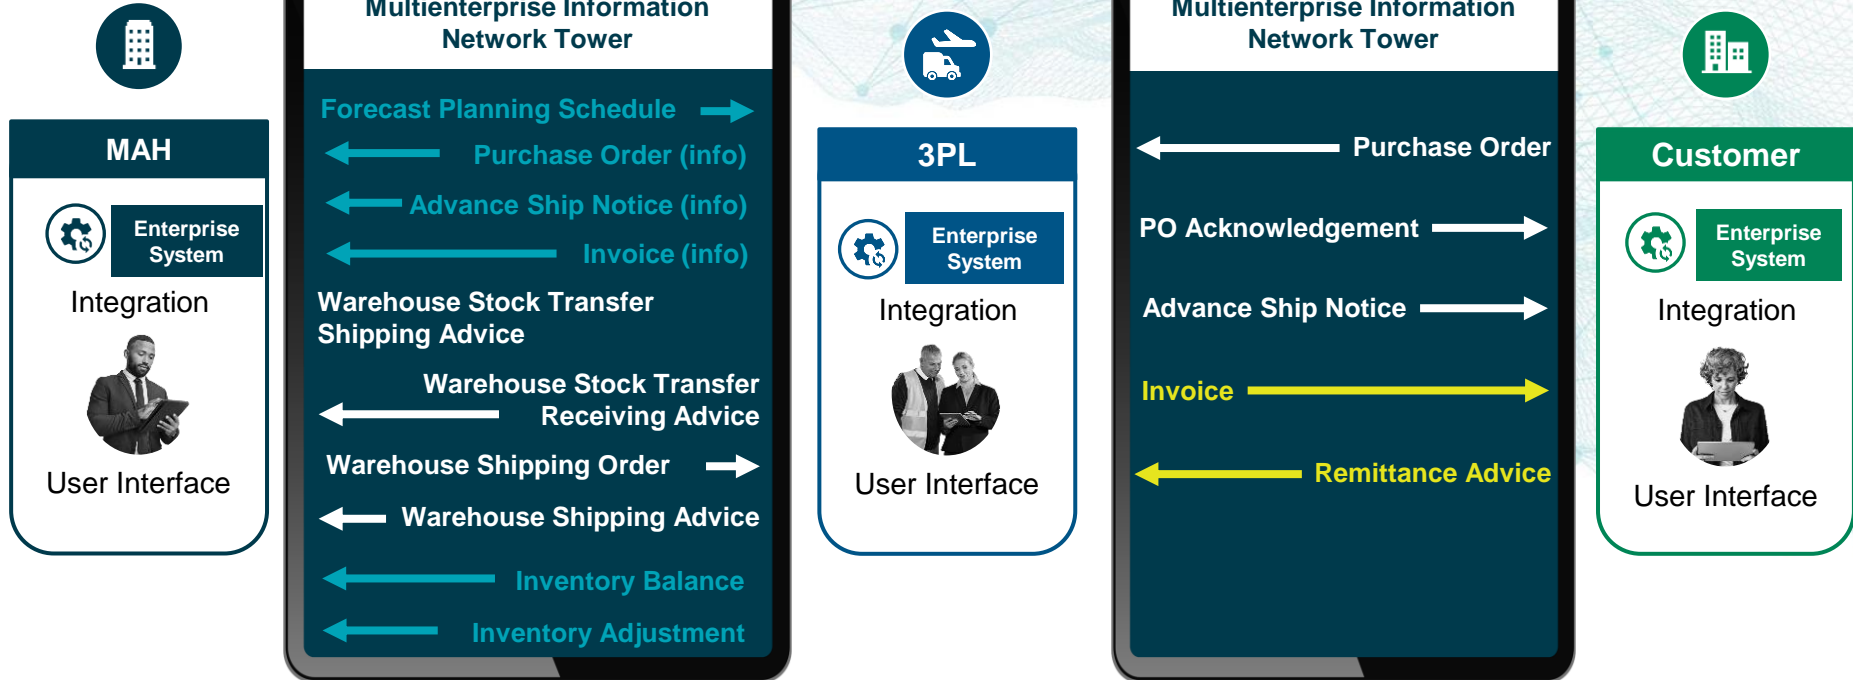 Multienterprise Information
Network Tower
Multienterprise Information
Network Tower
MAH
Enterprise
System
Integration
User Interface
Forecast Planning Schedule
Purchase Order (info)
Advance Ship Notice (info)
Invoice (info)
Warehouse Stock Transfer
Shipping Advice
Warehouse Stock Transfer
Receiving Advice
Warehouse Shipping Order
Warehouse Shipping Advice
Inventory Balance
Inventory Adjustment
3PL
Enterprise
System
Integration
User Interface
Purchase Order
PO Acknowledgement
Advance Ship Notice
Invoice
Remittance Advice
Customer
Enterprise
System
Integration
User Interface